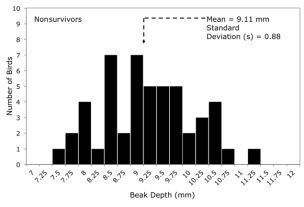 10
9
8
7
6
5
4
3
2
1
0
Number of Birds
Nonsurvivors
Mean = 9.11 mm
Standard
Deviation (s) = 0.88
7 7.25 7.5 7.75 8 8.25 8.5 8.75 9 9.25 9.5 9.75 10 10.25 10.5 10.75 11 11.25 11.5 11.75 12
Beak Depth (mm)